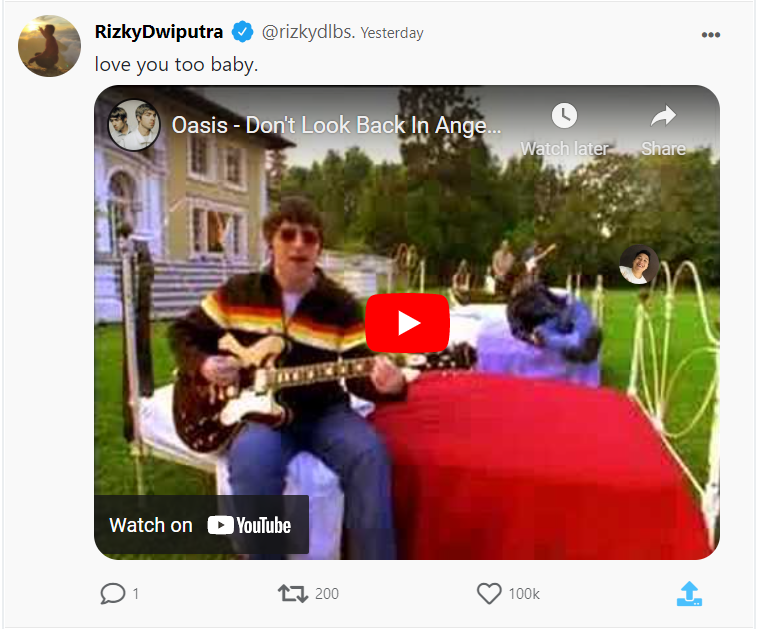 RizkyDwiputra @rizkydlbs. Yesterday
love you too baby.
Oasis - Don't Look Back In Ange...
Watch later
Share
Watch on YouTube
1
200
100k